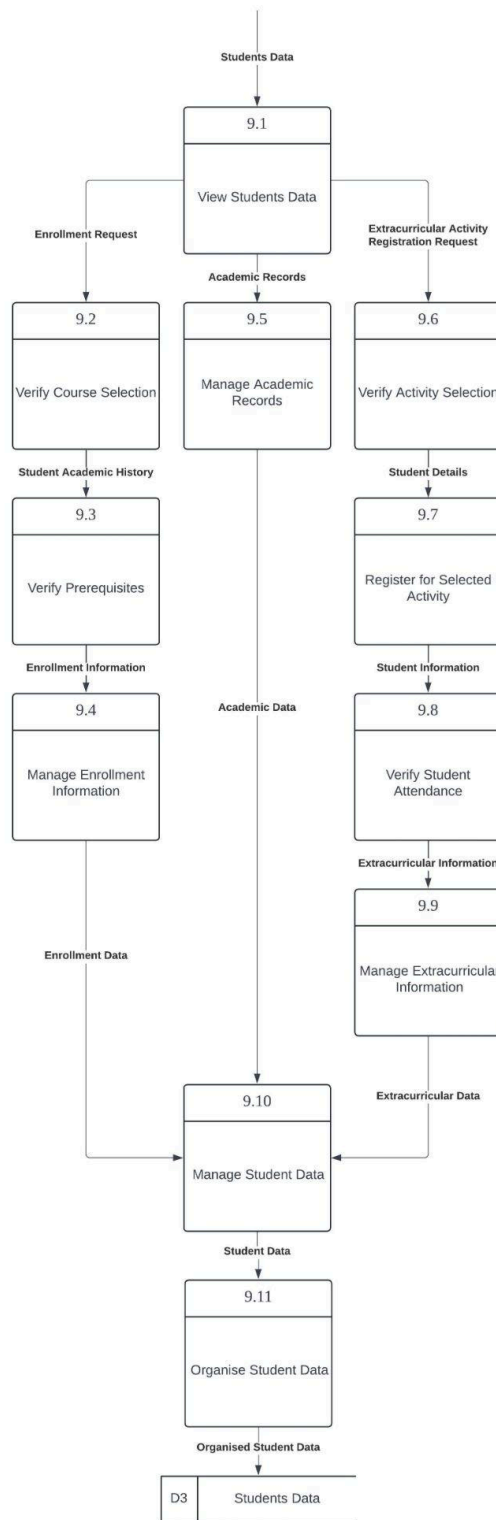 Students Data
9.1
View Students Data
Enrollment Request
Extracurricular Activity
Registration Request
Academic Records
9.2
Verify Course Selection
9.5
Manage Academic
Records
9.6
Verify Activity Selection
Student Academic History
Student Details
9.3
Verify Prerequisites
9.7
Register for Selected
Activity
Enrollment Information
Student Information
9.4
Manage Enrollment
Information
Academic Data
9.8
Verify Student
Attendance
Extracurricular Information
9.9
Manage Extracurricular
Information
Enrollment Data
Extracurricular Data
9.10
Manage Student Data
Student Data
9.11
Organise Student Data
Organised Student Data
D3
Students Data